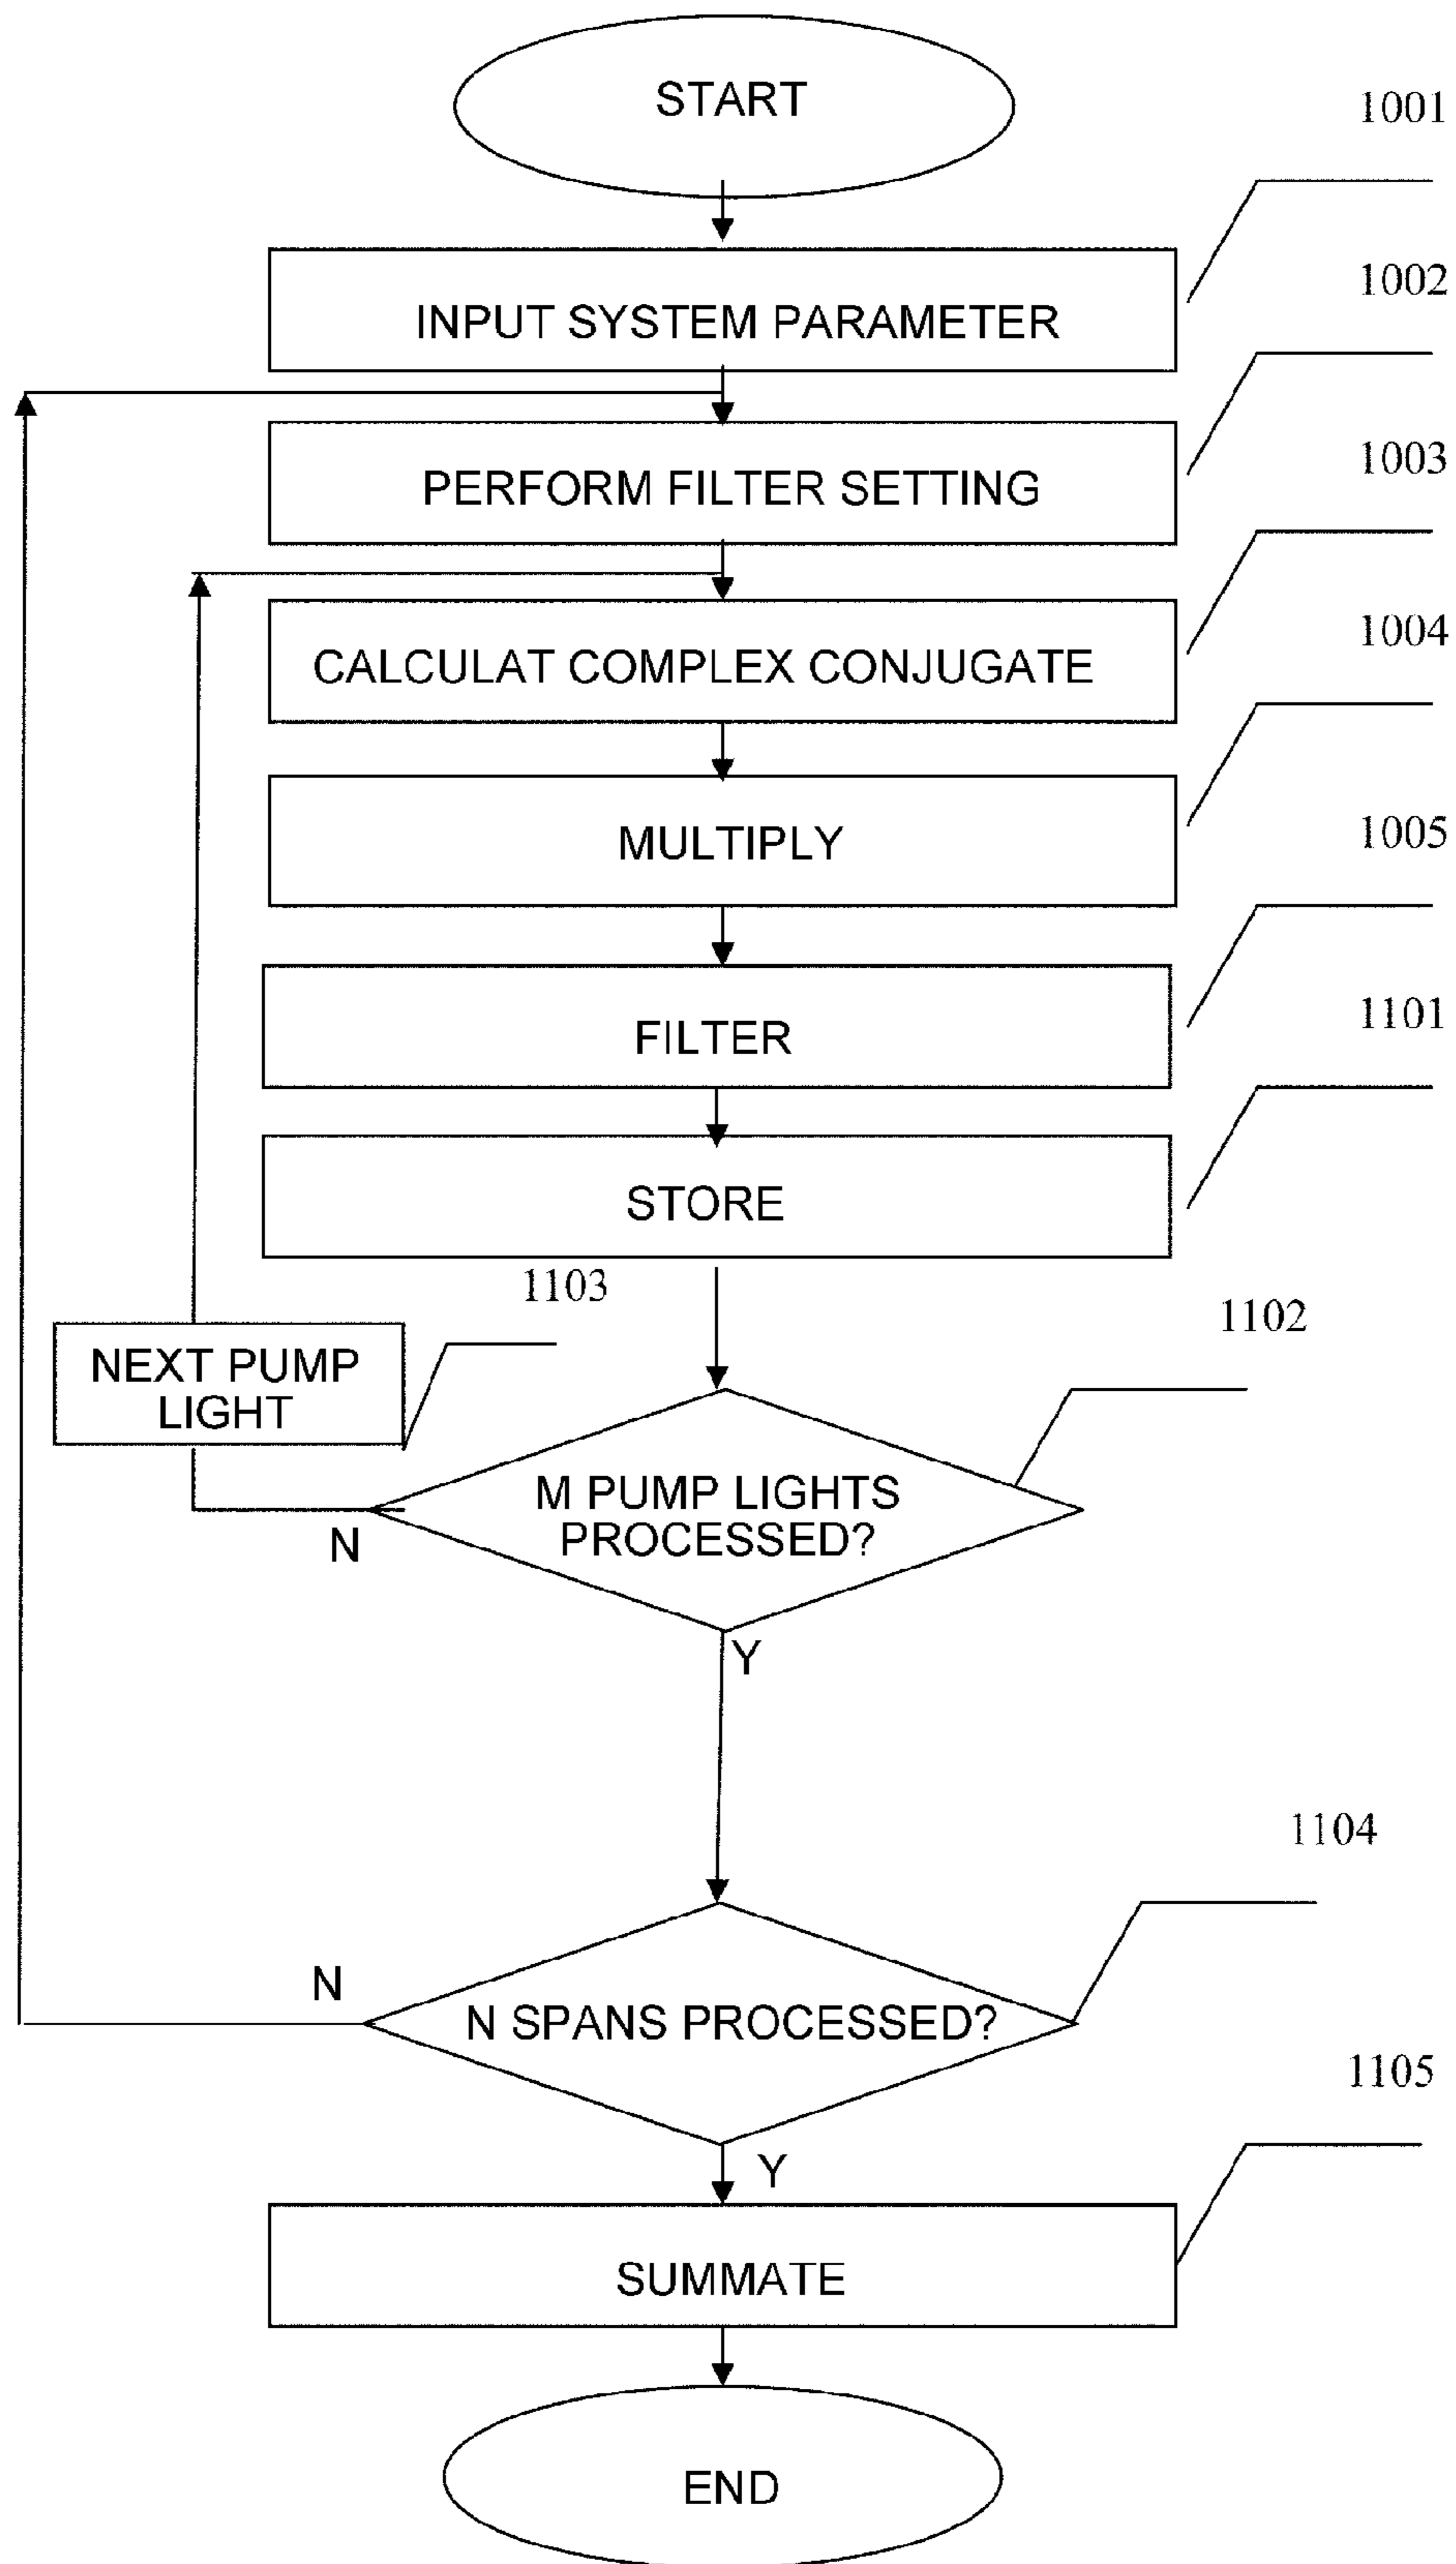 START
1001
INPUT SYSTEM PARAMETER
1002
PERFORM FILTER SETTING
1003
CALCULAT COMPLEX CONJUGATE
1004
MULTIPLY
1005
FILTER
1101
STORE
1103
1102
NEXT PUMP
LIGHT
M PUMP LIGHTS
PROCESSED?
N
Y
1104
N
N SPANS PROCESSED?
1105
Y
SUMMATE
END